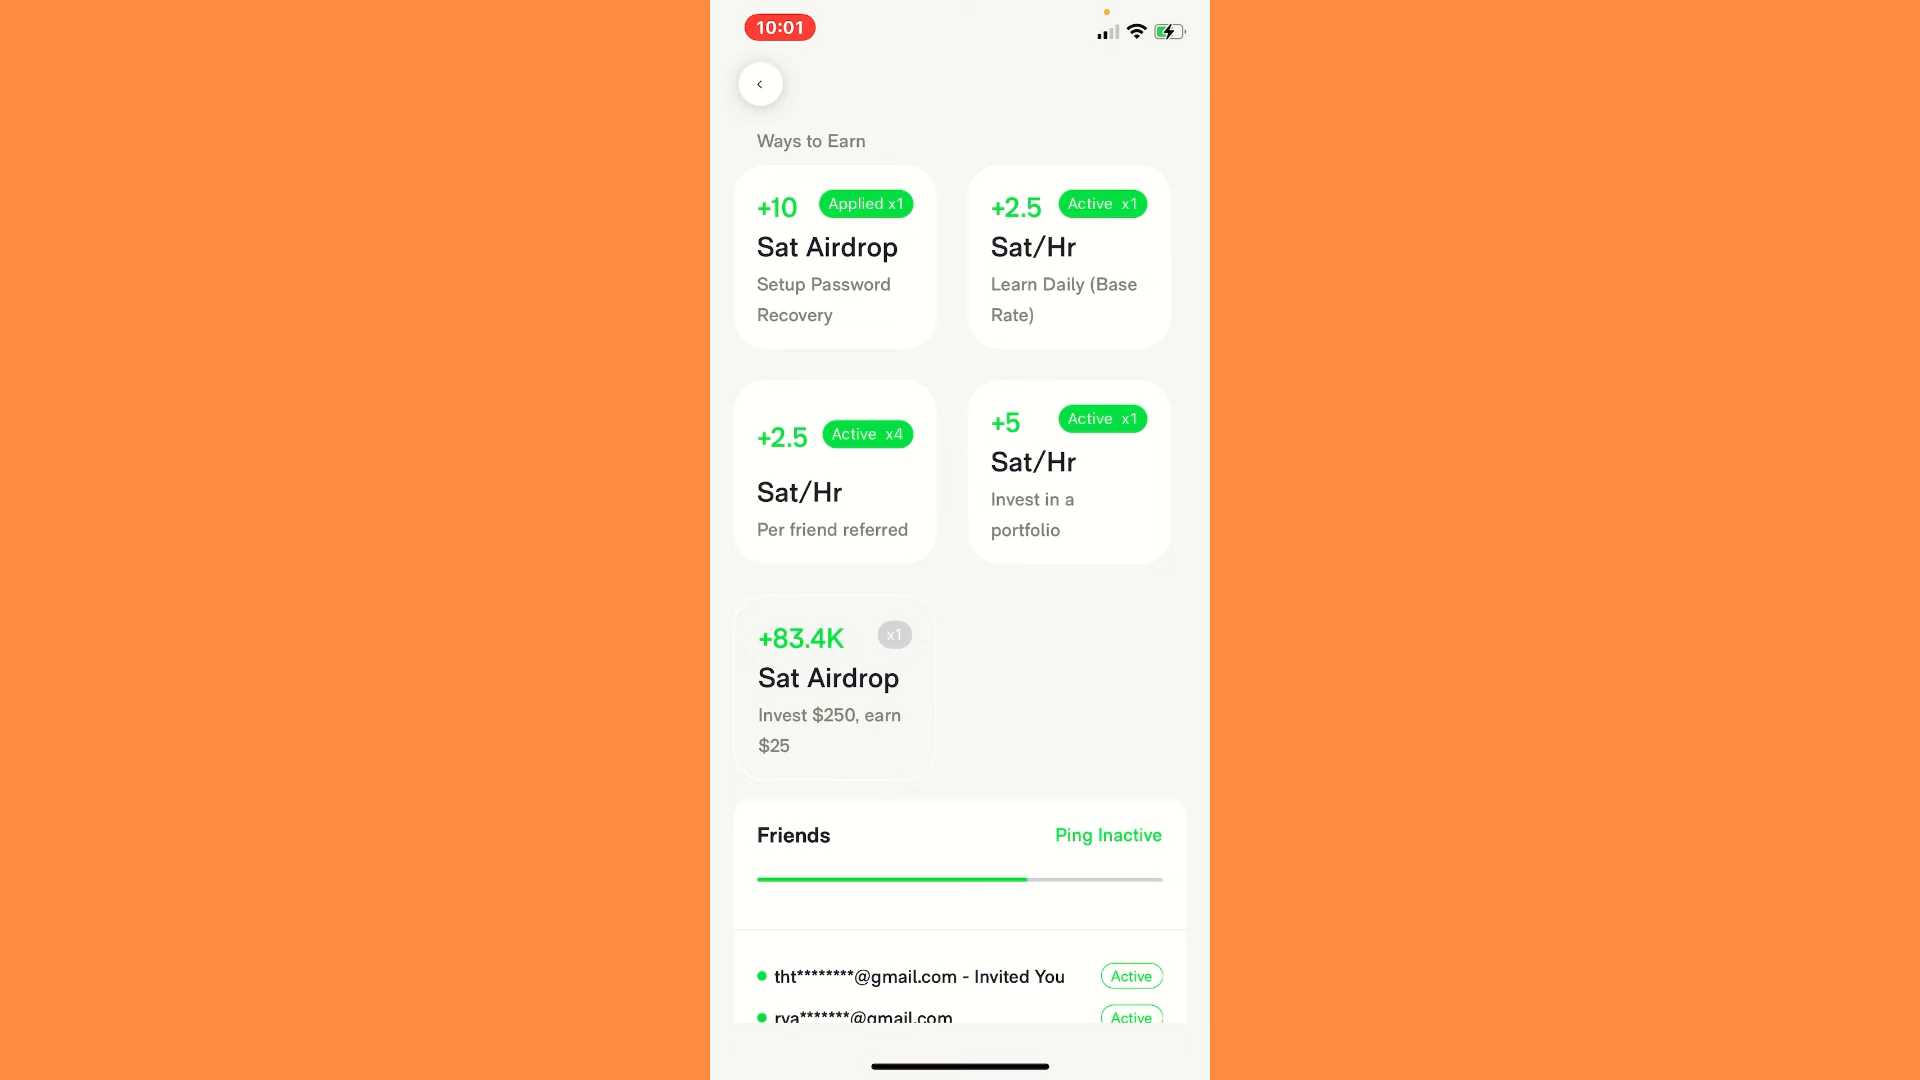 10:01
Ways to Earn
+10 Applied x1
Sat Airdrop
Setup Password
Recovery
+2.5 Active x1
Sat/Hr
Learn Daily (Base
Rate)
+2.5 Active x4
Sat/Hr
Per friend referred
+5 Active x1
Sat/Hr
Invest in a
portfolio
+83.4K x1
Sat Airdrop
Invest $250, earn
$25
Friends Ping Inactive
tht********@gmail.com - Invited You Active
rya*******@gmail.com Active